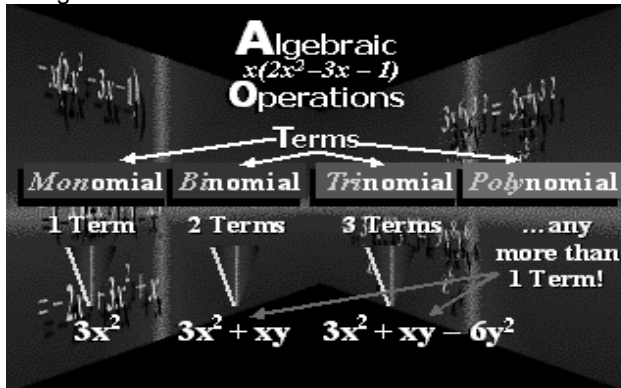 Algebraic
x(2x²–3x – 1)
Operations
Terms
Monomial Binomial Trinomial Polynomial
1 Term 2 Terms 3 Terms ...any
more than
1 Term!
3x² 3x² + xy 3x² + xy – 6y²